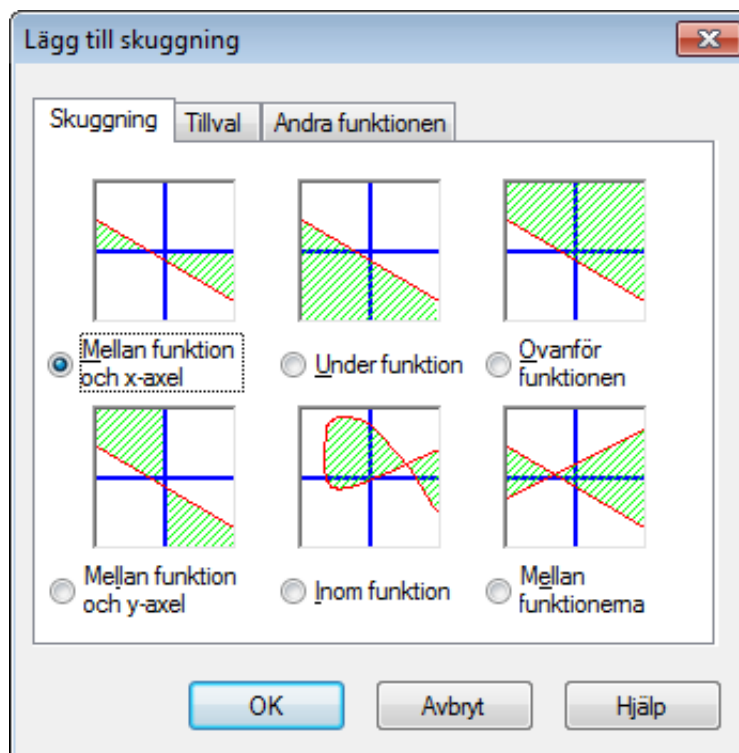 Lägg till skuggning
Skuggning Tillval Andra funktionen
Mellan funktion
och x-axel
Under funktion
Ovanför
funktionen
Mellan funktion
och y-axel
Inom funktion
Mellan
funktionerna
OK Avbryt Hjälp